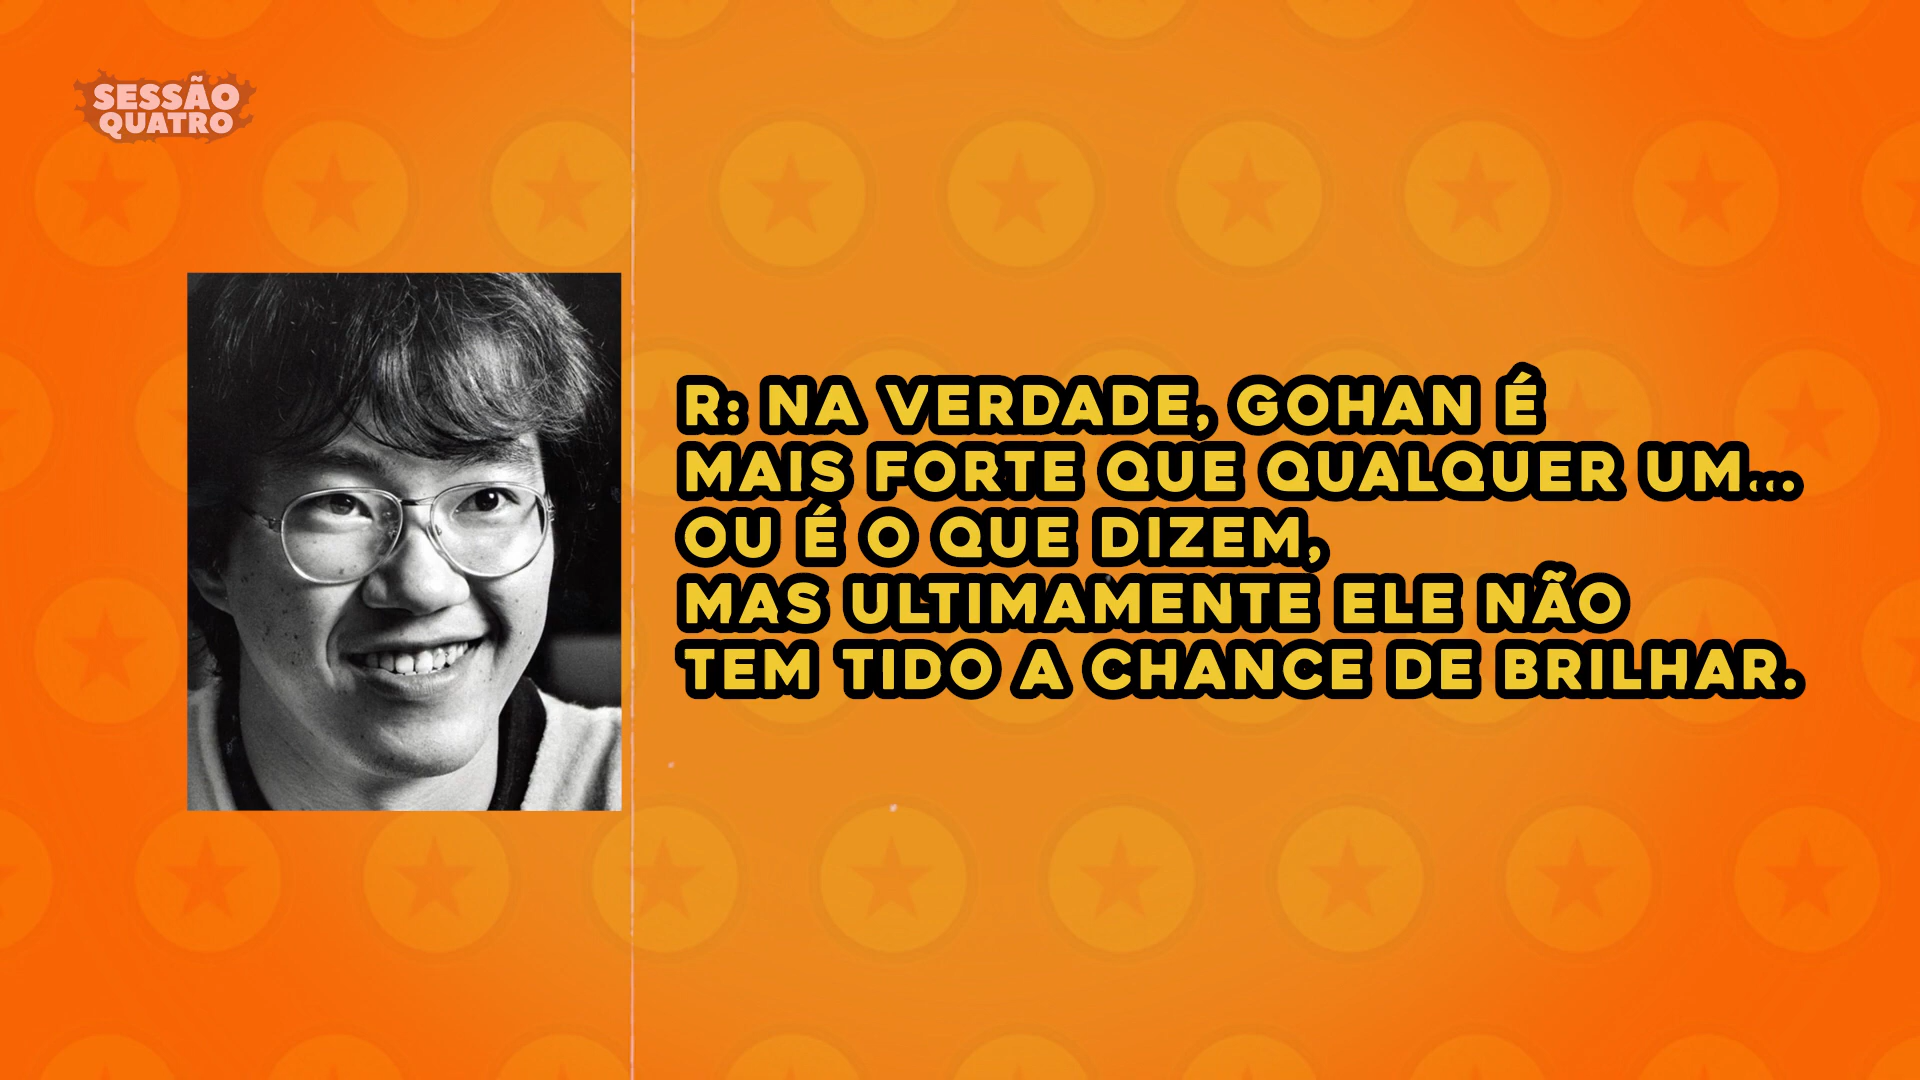 SESSÃO
QUATRO
R: NA VERDADE, GOHAN É
MAIS FORTE QUE QUALQUER UM...
OU É O QUE DIZEM,
MAS ULTIMAMENTE ELE NÃO
TEM TIDO A CHANCE DE BRILHAR.